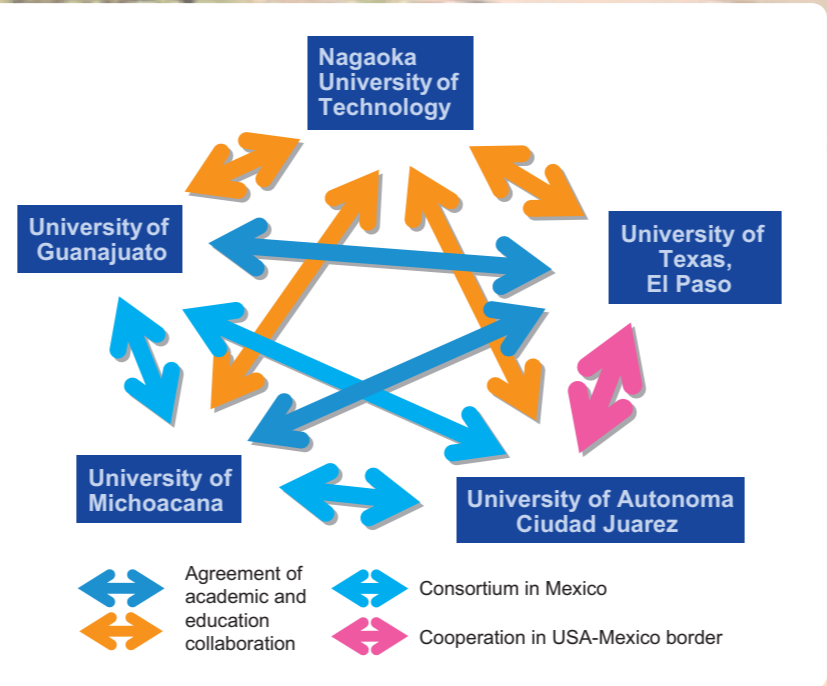 Nagaoka
University of
Technology
University of
Guanajuato
University of
Texas,
El Paso
University of
Michoacana
University of Autonoma
Ciudad Juarez
Agreement of
academic and
education
collaboration
Consortium in Mexico
Cooperation in USA-Mexico border